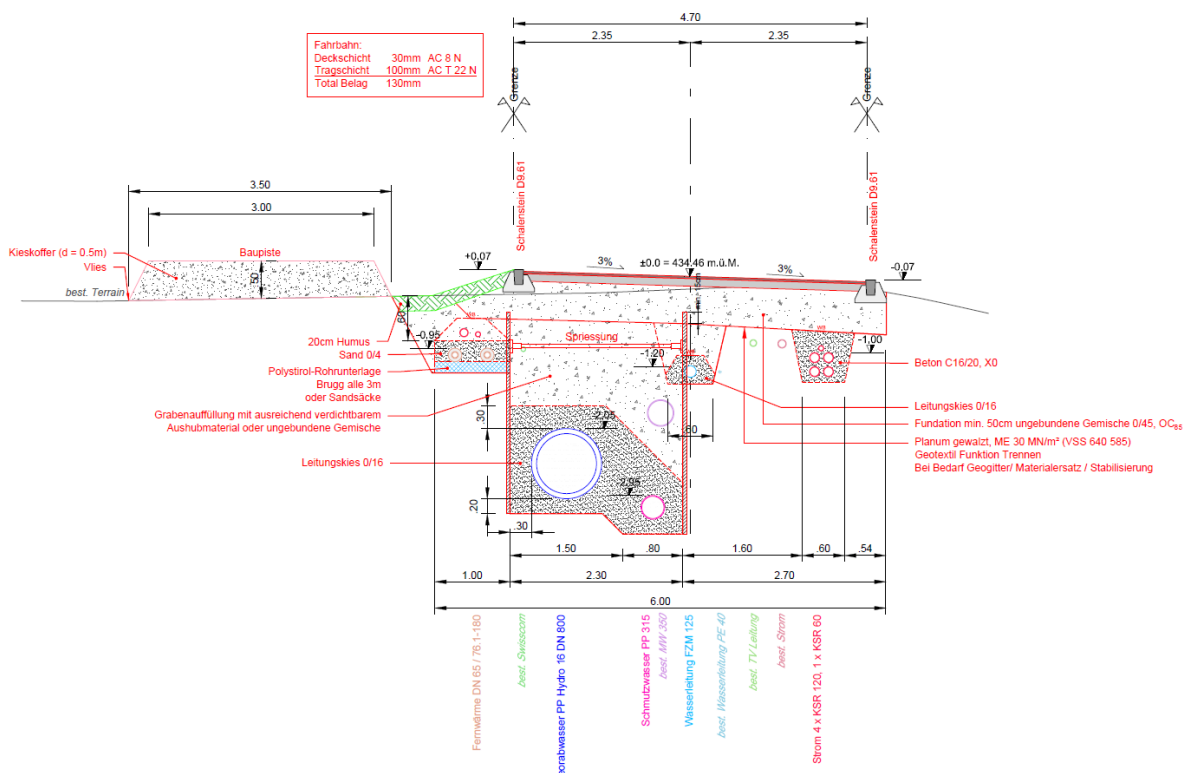 4.70
2.35
2.35
Fahrbahn:
Deckschicht 30mm AC 8 N
Tragschicht 100mm AC T 22 N
Total Belag 130mm
Grenze
Grenze
Schalenstein D9.61
Schalenstein D9.61
3.50
3.00
Kieskoffer (d = 0.5m)
Vlies
best. Terrain
Baupiste
.50
+0.07
3%
±0.0 = 434.46 m.ü.M.
3%
-0.07
.60
-0.95
Spriessung
-1.20
-1.00
20cm Humus
Sand 0/4
Polystirol-Rohrunterlage
Brugg alle 3m
oder Sandsäcke
Grabenauffüllung mit ausreichend verdichtbarem
Aushubmaterial oder ungebundene Gemische
Leitungskies 0/16
Beton C16/20, X0
Leitungskies 0/16
Fundation min. 50cm ungebundene Gemische 0/45, OC85
Planum gewalzt, ME 30 MN/m² (VSS 640 585)
Geotextil Funktion Trennen
Bei Bedarf Geogitter/ Materialersatz / Stabilisierung
.30
-2.05
.60
-2.95
.20
.30
1.50
.80
1.60
.60
.54
1.00
2.30
2.70
6.00
Fernwärme DN 65 / 76.1-180
best. Swisscom
orabwasser PP Hydro 16 DN 800
Schmutzwasser PP 315
best. MW 350
Wasserleitung FZM 125
best. Wasserleitung PE 40
best. TV Leitung
best. Strom
Strom 4 x KSR 120, 1 x KSR 60